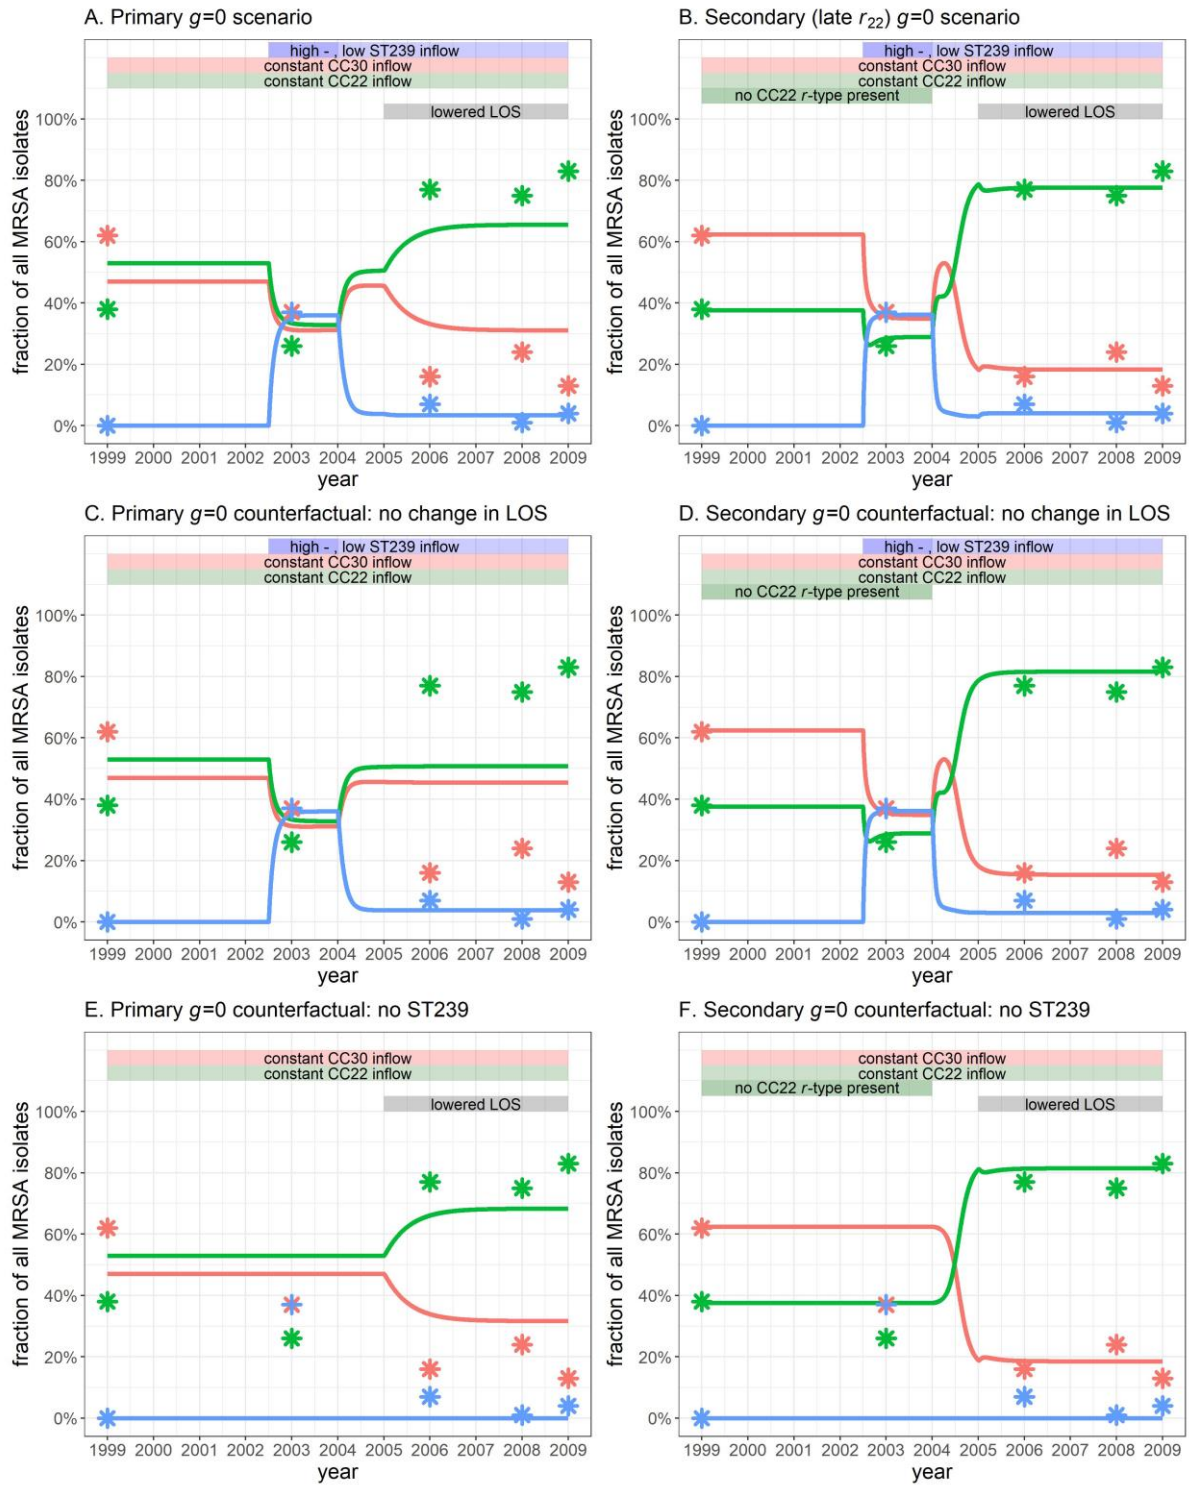 A. Primary g=0 scenario
high - , low ST239 inflow
constant CC30 inflow
constant CC22 inflow
lowered LOS
100%
80%
60%
40%
20%
0%
fraction of all MRSA isolates
1999 2000 2001 2002 2003 2004 2005 2006 2007 2008 2009
year
B. Secondary (late r22) g=0 scenario
high - , low ST239 inflow
constant CC30 inflow
constant CC22 inflow
no CC22 r-type present
lowered LOS
100%
80%
60%
40%
20%
0%
fraction of all MRSA isolates
1999 2000 2001 2002 2003 2004 2005 2006 2007 2008 2009
year
C. Primary g=0 counterfactual: no change in LOS
high - , low ST239 inflow
constant CC30 inflow
constant CC22 inflow
100%
80%
60%
40%
20%
0%
fraction of all MRSA isolates
1999 2000 2001 2002 2003 2004 2005 2006 2007 2008 2009
year
D. Secondary g=0 counterfactual: no change in LOS
high - , low ST239 inflow
constant CC30 inflow
constant CC22 inflow
no CC22 r-type present
100%
80%
60%
40%
20%
0%
fraction of all MRSA isolates
1999 2000 2001 2002 2003 2004 2005 2006 2007 2008 2009
year
E. Primary g=0 counterfactual: no ST239
constant CC30 inflow
constant CC22 inflow
lowered LOS
100%
80%
60%
40%
20%
0%
fraction of all MRSA isolates
1999 2000 2001 2002 2003 2004 2005 2006 2007 2008 2009
year
F. Secondary g=0 counterfactual: no ST239
constant CC30 inflow
constant CC22 inflow
no CC22 r-type present
lowered LOS
100%
80%
60%
40%
20%
0%
fraction of all MRSA isolates
1999 2000 2001 2002 2003 2004 2005 2006 2007 2008 2009
year